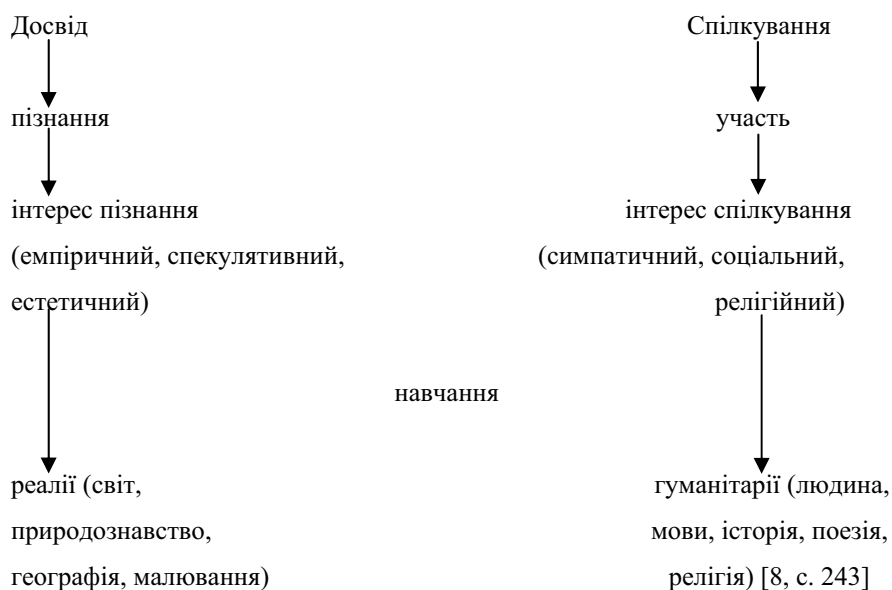 Досвід
Спілкування
пізнання
участь
інтерес пізнання
(емпіричний, спекулятивний,
естетичний)
інтерес спілкування
(симпатичний, соціальний,
релігійний)
навчання
реалії (світ,
природознавство,
географія, малювання)
гуманітарії (людина,
мови, історія, поезія,
релігія) [8, с. 243]